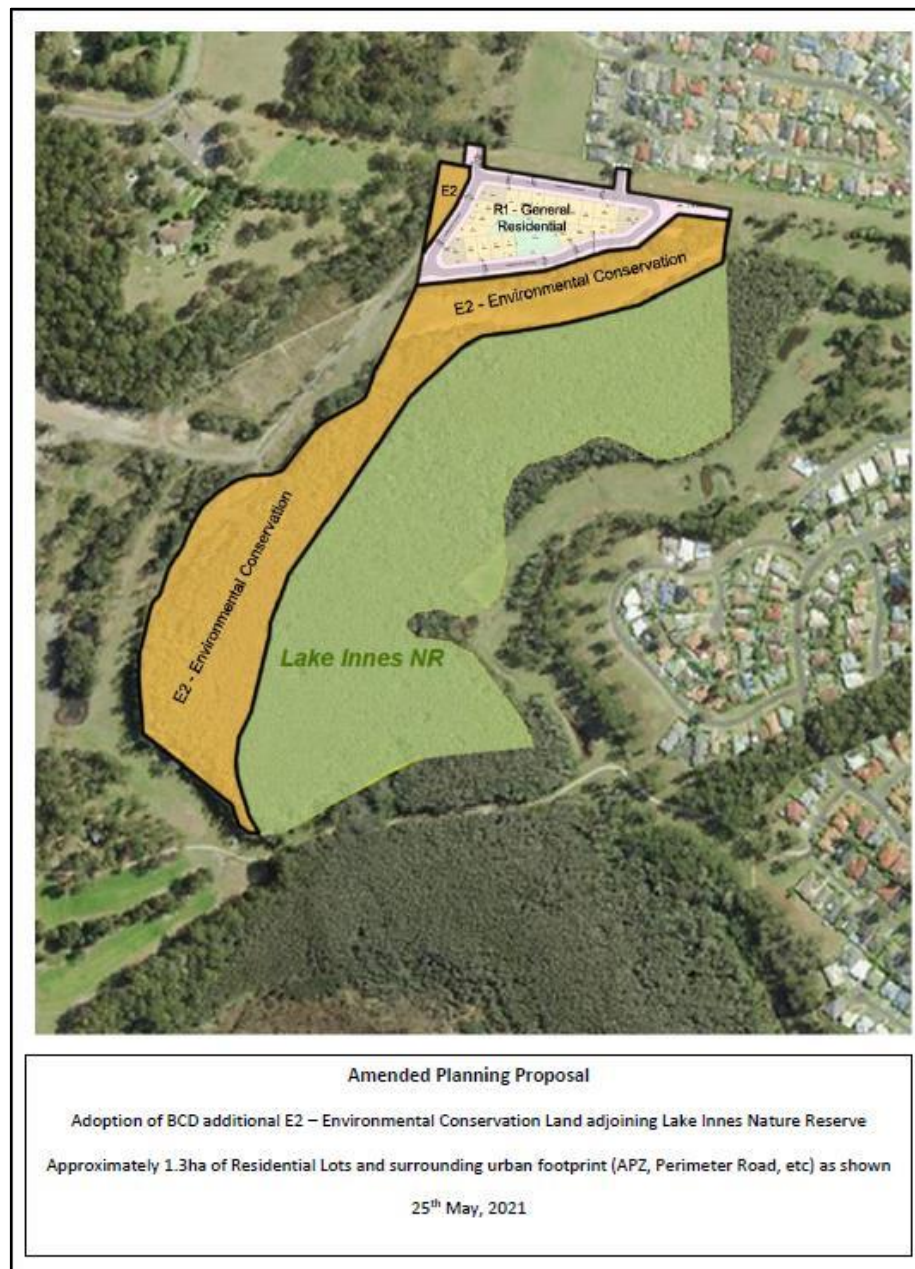 E2
R1 - General
Residential
E2 - Environmental Conservation
E2 - Environmental Conservation
Lake Innes NR
Amended Planning Proposal
Adoption of BCD additional E2 – Environmental Conservation Land adjoining Lake Innes Nature Reserve
Approximately 1.3ha of Residential Lots and surrounding urban footprint (APZ, Perimeter Road, etc) as shown
25th May, 2021